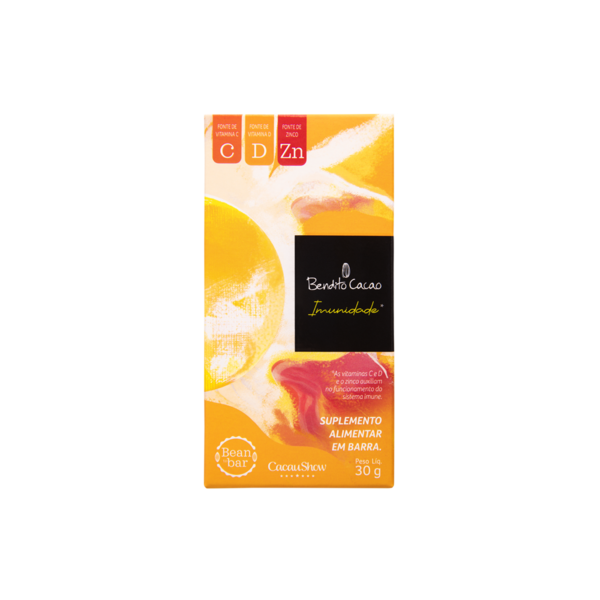 FONTE DE
VITAMINA C
C
FONTE DE
VITAMINA D
D
FONTE DE
ZINCO
Zn
Bendito Cacao
Imunidade*
*As vitaminas C e D
e o zinco auxiliam
no funcionamento do
sistema imune.
SUPLEMENTO
ALIMENTAR
EM BARRA.
Peso Líq.
30 g
Bean
to
bar
CacauShow